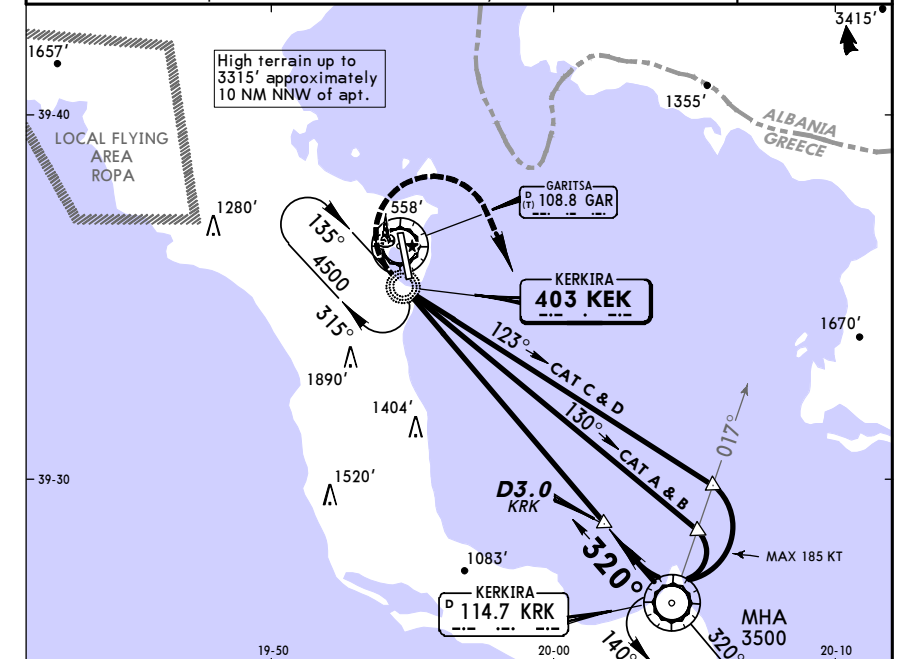 3415'
1657'
High terrain up to
3315' approximately
10 NM NNW of apt.
1355'
39-40
ALBANIA
GREECE
LOCAL FLYING
AREA
ROPA
GARITSA
D
(T) 108.8 GAR
1280'
558'
135°
4500
315°
KERKIRA
403 KEK
1670'
123°
CAT C & D
1890'
130°
CAT A & B
1404'
017°
39-30
1520'
D3.0
KRK
320°
MAX 185 KT
1083'
KERKIRA
D 114.7 KRK
MHA
3500
140°
320°
19-50
20-00
20-10